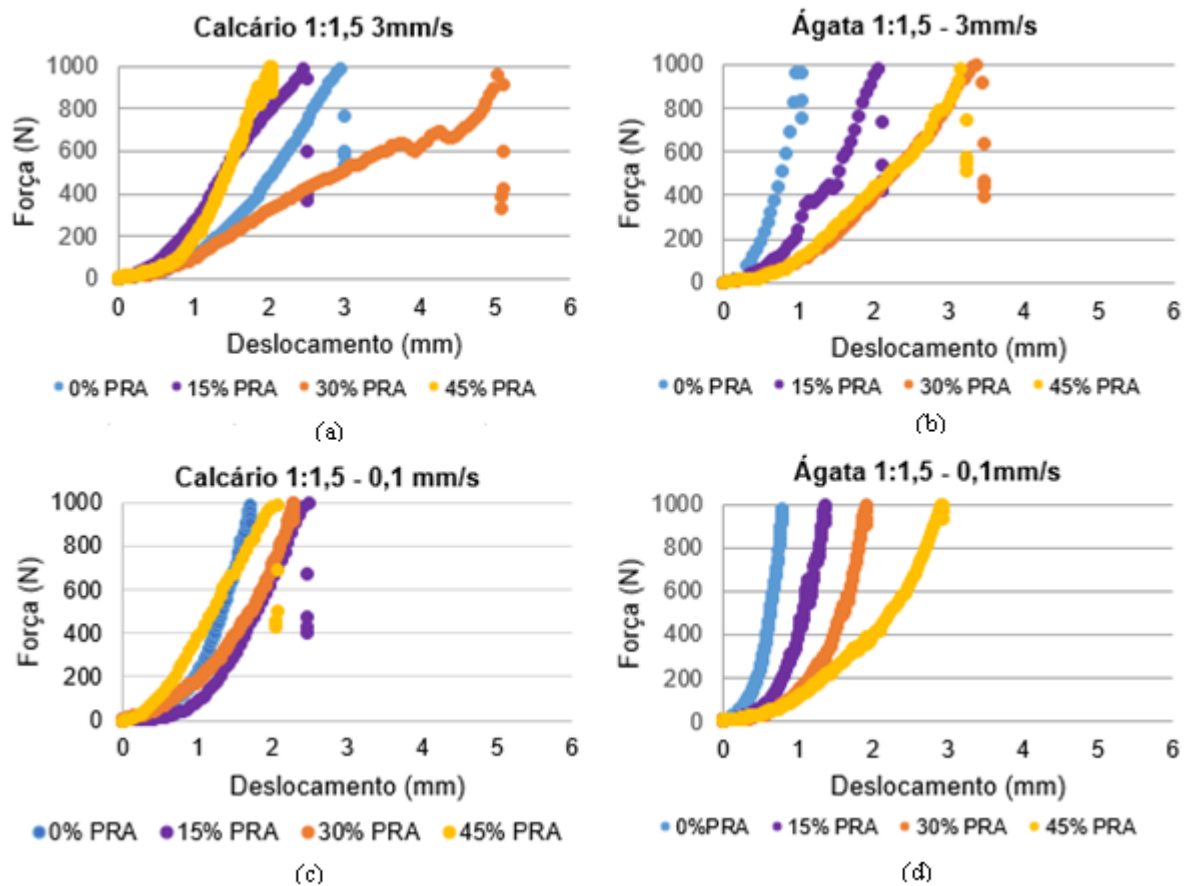 Calcário 1:1,5 3mm/s
Força (N)
1000
800
600
400
200
0
0 1 2 3 4 5 6
Deslocamento (mm)
0% PRA 15% PRA 30% PRA 45% PRA
(a)
Ágata 1:1,5 - 3mm/s
Força (N)
1000
800
600
400
200
0
0 1 2 3 4 5 6
Deslocamento (mm)
0% PRA 15% PRA 30% PRA 45% PRA
(b)
Calcário 1:1,5 - 0,1 mm/s
Força (N)
1000
800
600
400
200
0
0 1 2 3 4 5 6
Deslocamento (mm)
0% PRA 15% PRA 30% PRA 45% PRA
(c)
Ágata 1:1,5 - 0,1mm/s
Força (N)
1000
800
600
400
200
0
0 1 2 3 4 5 6
Deslocamento (mm)
0%PRA 15% PRA 30% PRA 45% PRA
(d)